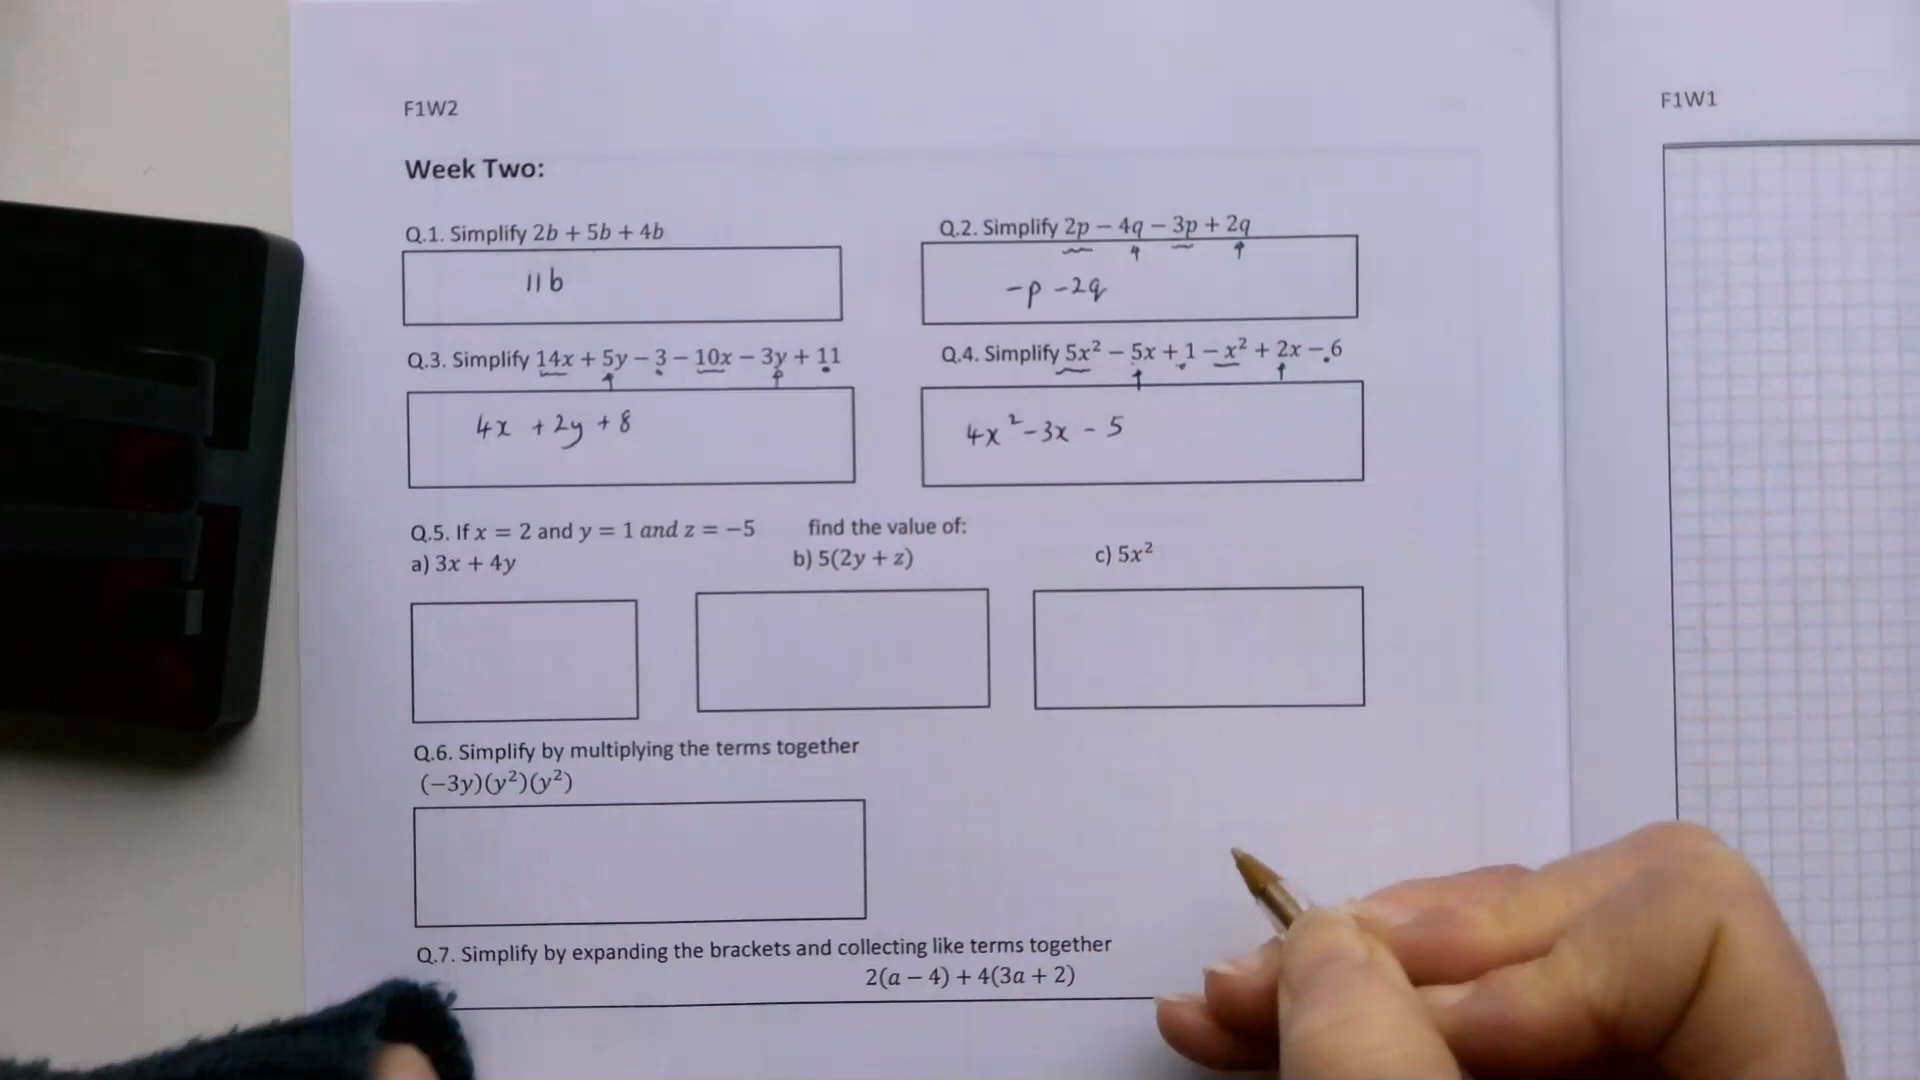 F1W2
F1W1
Week Two:
Q.1. Simplify 2b + 5b + 4b
Q.2. Simplify 2p − 4q − 3p + 2q
11b
-p -2q
Q.3. Simplify 14x + 5y − 3 − 10x − 3y + 11
Q.4. Simplify 5x² − 5x + 1 − x² + 2x − 6
4x +2y +8
4x² -3x - 5
Q.5. If x = 2 and y = 1 and z = −5 find the value of:
a) 3x + 4y
b) 5(2y + z)
c) 5x²
Q.6. Simplify by multiplying the terms together
(−3y)(y²)(y²)
Q.7. Simplify by expanding the brackets and collecting like terms together
2(a − 4) + 4(3a + 2)